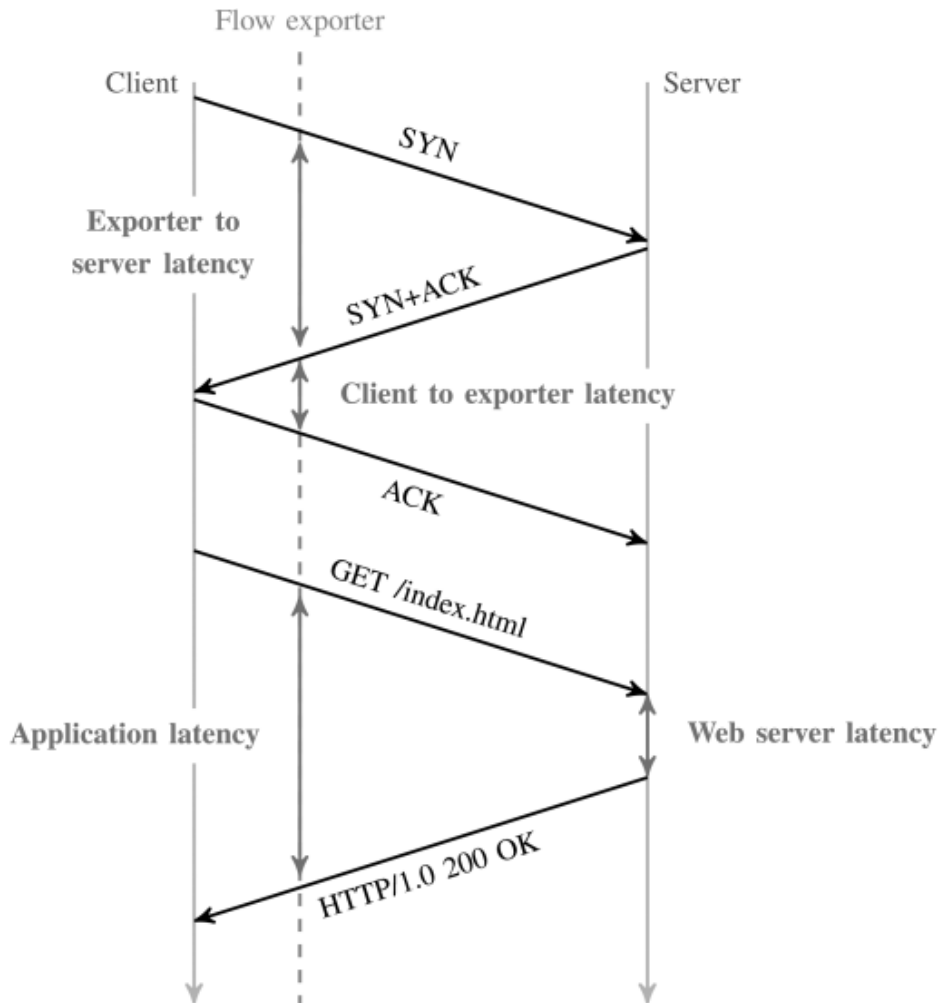 Flow exporter
Client
Server
SYN
Exporter to
server latency
SYN+ACK
Client to exporter latency
ACK
GET /index.html
Application latency
Web server latency
HTTP/1.0 200 OK